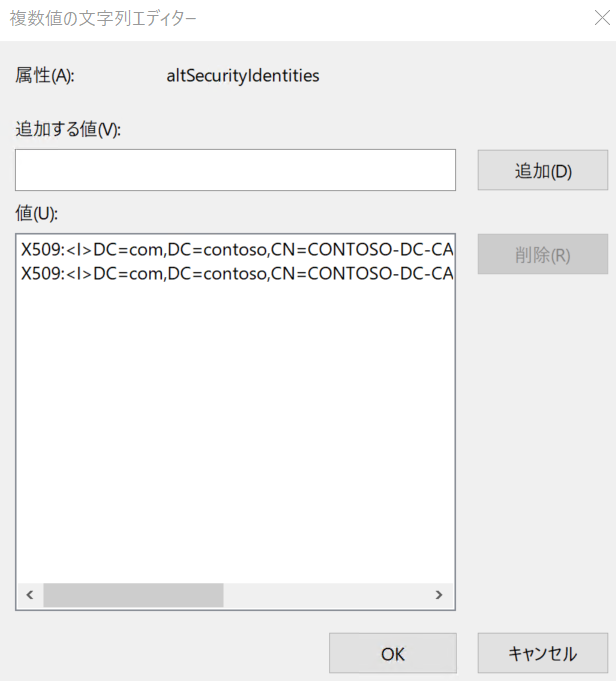 複数値の文字列エディター
属性(A):
altSecurityIdentities
追加する値(V):
追加(D)
値(U):
X509:<I>DC=com,DC=contoso,CN=CONTOSO-DC-CA
X509:<I>DC=com,DC=contoso,CN=CONTOSO-DC-CA
削除(R)
OK
キャンセル